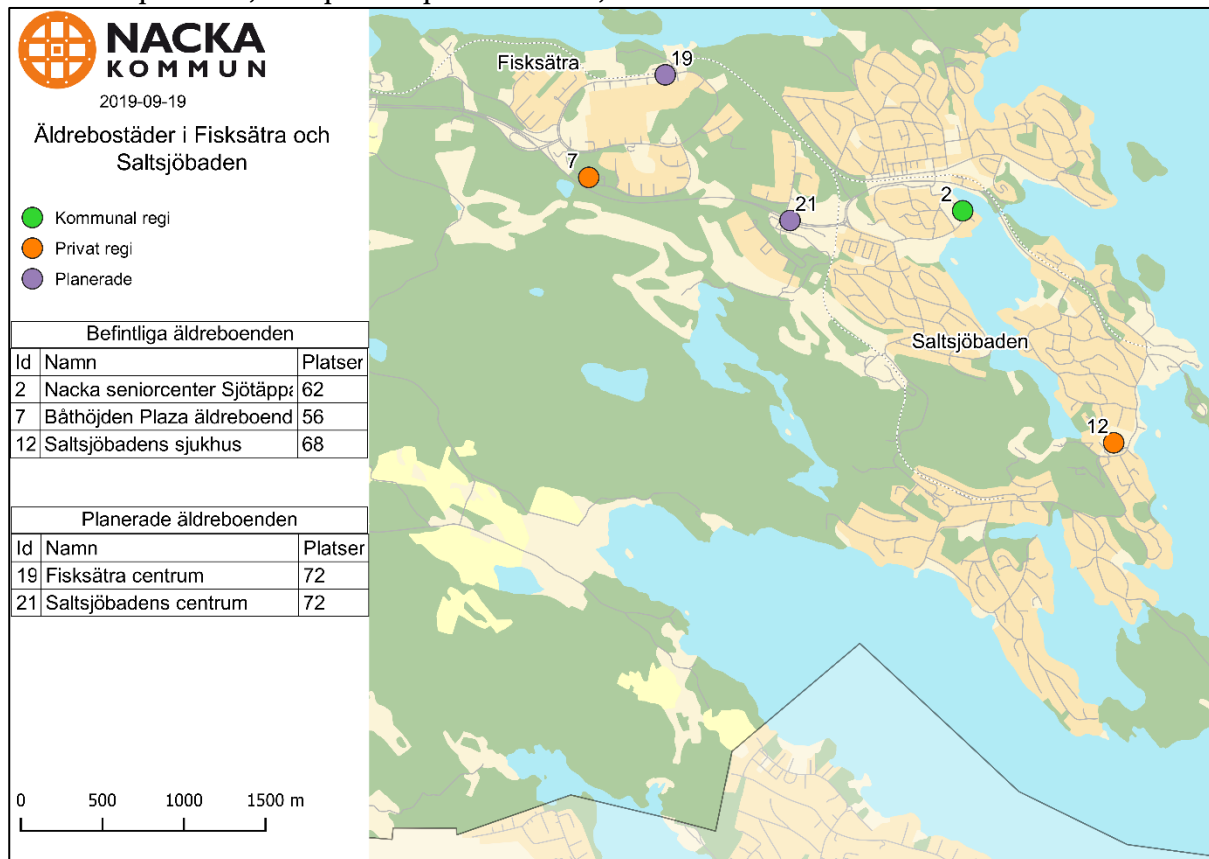 NACKA
KOMMUN
2019-09-19
Äldrebostäder i Fisksätra och
Saltsjöbaden
Kommunal regi
Privat regi
Planerade
Befintliga äldreboenden
Id Namn Platser
2 Nacka seniorcenter Sjötäppa 62
7 Båthöjden Plaza äldreboend 56
12 Saltsjöbadens sjukhus 68
Planerade äldreboenden
Id Namn Platser
19 Fisksätra centrum 72
21 Saltsjöbadens centrum 72
0 500 1000 1500 m
Fisksätra
19
7
21
2
Saltsjöbaden
12